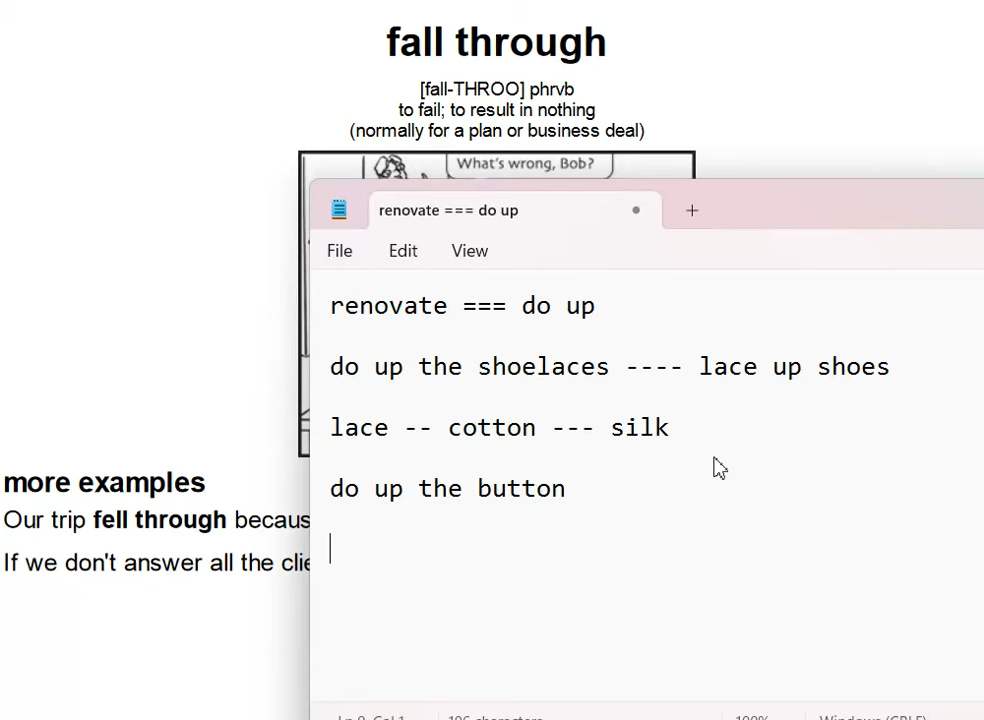 fall through
[fall-THROO] phrvb
to fail; to result in nothing
(normally for a plan or business deal)
What's wrong, Bob?
renovate === do up
File Edit View
renovate === do up
do up the shoelaces ---- lace up shoes
lace -- cotton --- silk
do up the button
more examples
Our trip fell through becaus
If we don't answer all the clie